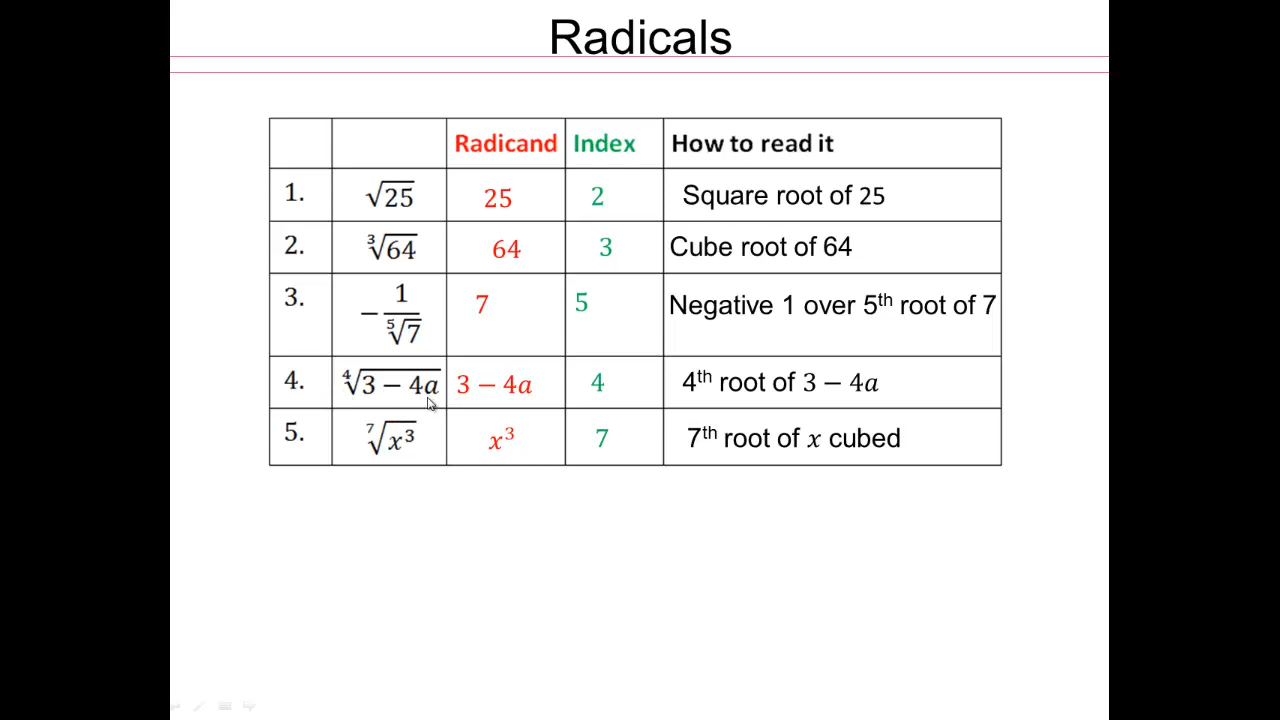 Radicals
Radicand Index How to read it
1. √25 25 2 Square root of 25
2. ∛64 64 3 Cube root of 64
3. −1/⁵√7 7 5 Negative 1 over 5th root of 7
4. ⁴√(3 − 4a) 3 − 4a 4 4th root of 3 − 4a
5. ⁷√x³ x³ 7 7th root of x cubed